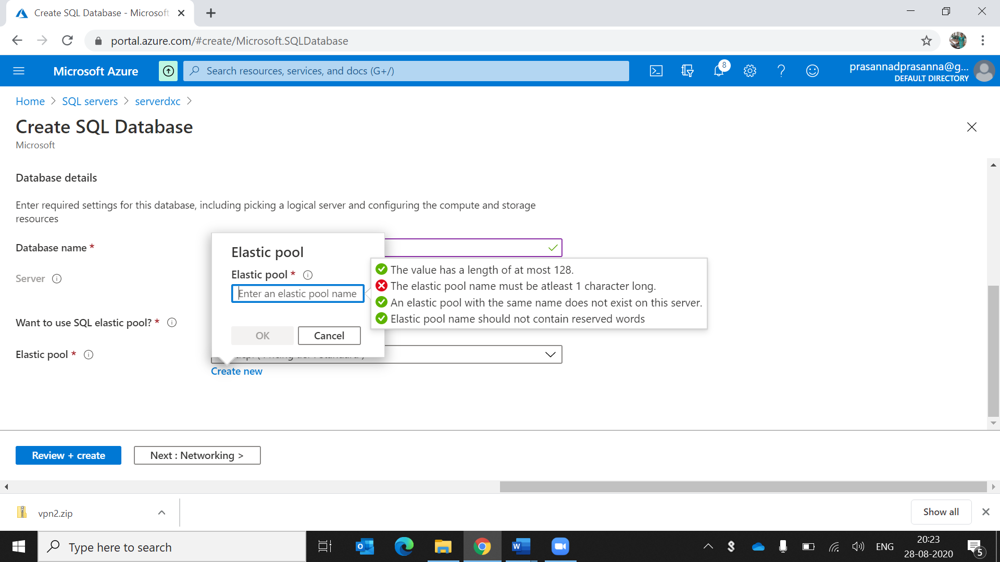 Create SQL Database - Microsoft
portal.azure.com/#create/Microsoft.SQLDatabase
Microsoft Azure
Search resources, services, and docs (G+/)
8
prasannadprasanna@g...
DEFAULT DIRECTORY
Home > SQL servers > serverdxc >
Create SQL Database
Microsoft
Database details
Enter required settings for this database, including picking a logical server and configuring the compute and storage
resources
Database name *
Elastic pool
Elastic pool *
Enter an elastic pool name
The value has a length of at most 128.
The elastic pool name must be atleast 1 character long.
An elastic pool with the same name does not exist on this server.
Elastic pool name should not contain reserved words
OK
Cancel
Server
Want to use SQL elastic pool? *
Elastic pool *
Create new
Review + create
Next : Networking >
vpn2.zip
Show all
Type here to search
ENG
20:23
28-08-2020
5